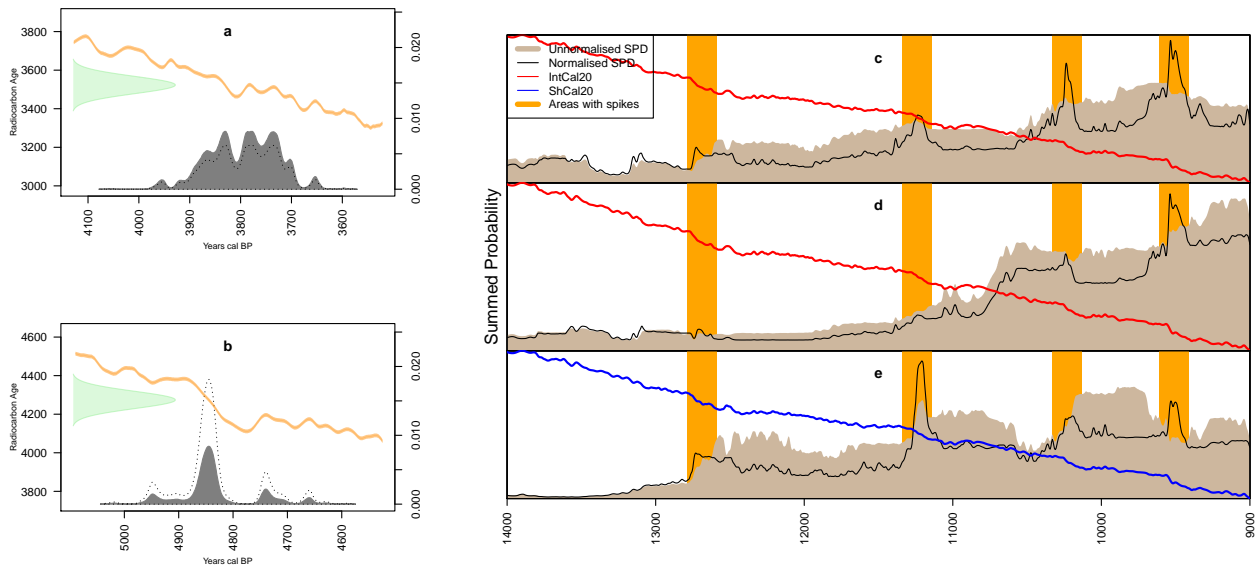 a
3800
3600
3400
3200
3000
Radiocarbon Age
0.020
0.010
0.000
4100
4000
3900
3800
3700
3600
Years cal BP
b
4600
4400
4200
4000
3800
Radiocarbon Age
0.020
0.010
0.000
5000
4900
4800
4700
4600
Years cal BP
Unnormalised SPD
Normalised SPD
IntCal20
ShCal20
Areas with spikes
c
d
e
Summed Probability
14000
13000
12000
11000
10000
9000